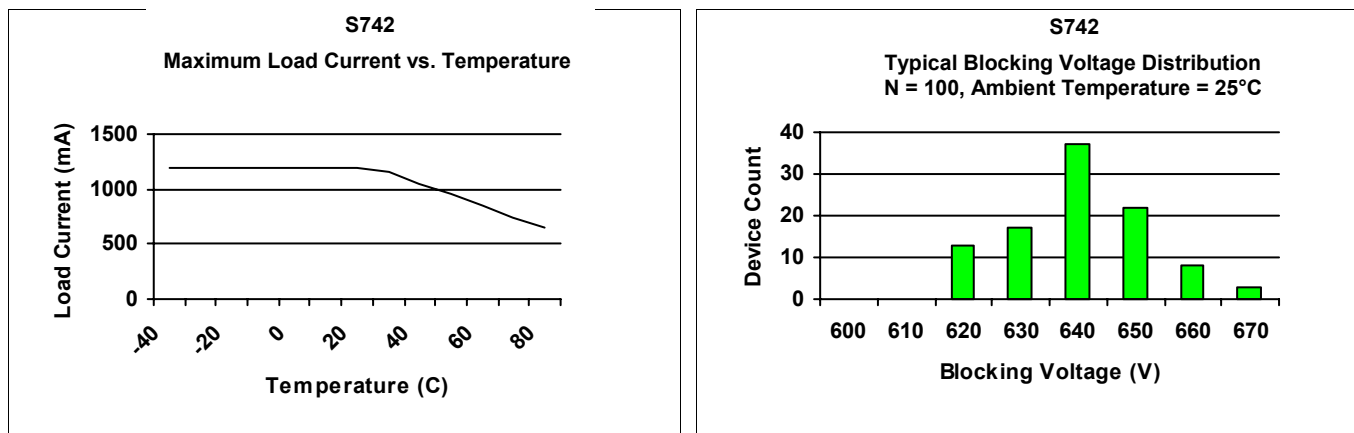 S742
Maximum Load Current vs. Temperature
Load Current (mA)
1500
1000
500
0
-40
-20
0
20
40
60
80
Temperature (C)
S742
Typical Blocking Voltage Distribution
N = 100, Ambient Temperature = 25°C
Device Count
40
30
20
10
0
600 610 620 630 640 650 660 670
Blocking Voltage (V)